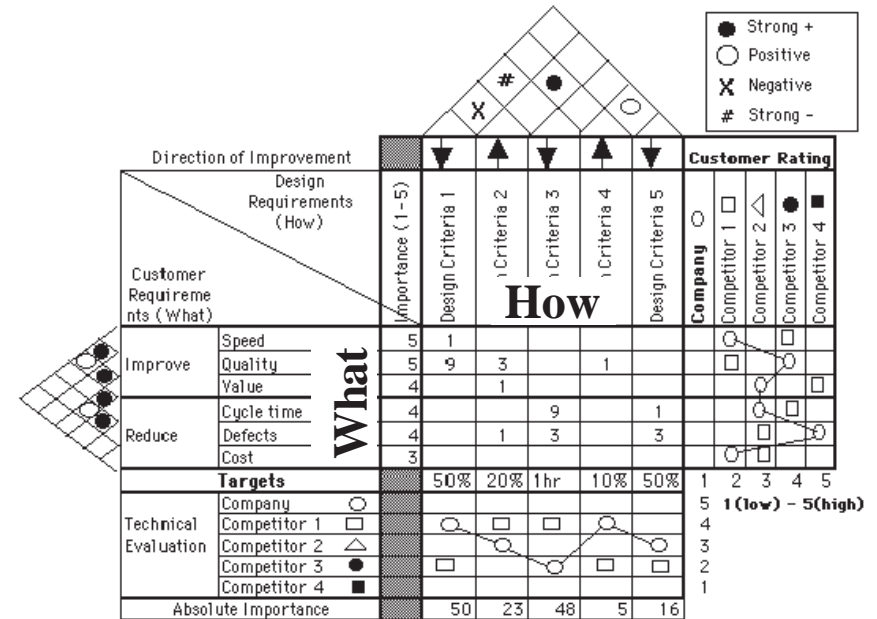 Strong +
Positive
X Negative
# Strong -
#
X
Direction of Improvement
Customer Rating
Design
Requirements
(How)
Customer
Requireme
nts (What)
Importance (1-5)
Design Criteria 1
Criteria 2
Criteria 3
Criteria 4
Design Criteria 5
Company
Competitor 1
Competitor 2
Competitor 3
Competitor 4
How
What
Improve
Speed 5 1
Quality 5 9 3 1
Value 4 1
Reduce
Cycle time 4 9 1
Defects 4 1 3 3
Cost 3
Targets 50% 20% 1hr 10% 50% 1 2 3 4 5
Company 5 1(low) - 5(high)
Technical
Evaluation
Competitor 1 4
Competitor 2 3
Competitor 3 2
Competitor 4 1
Absolute Importance 50 23 48 5 16